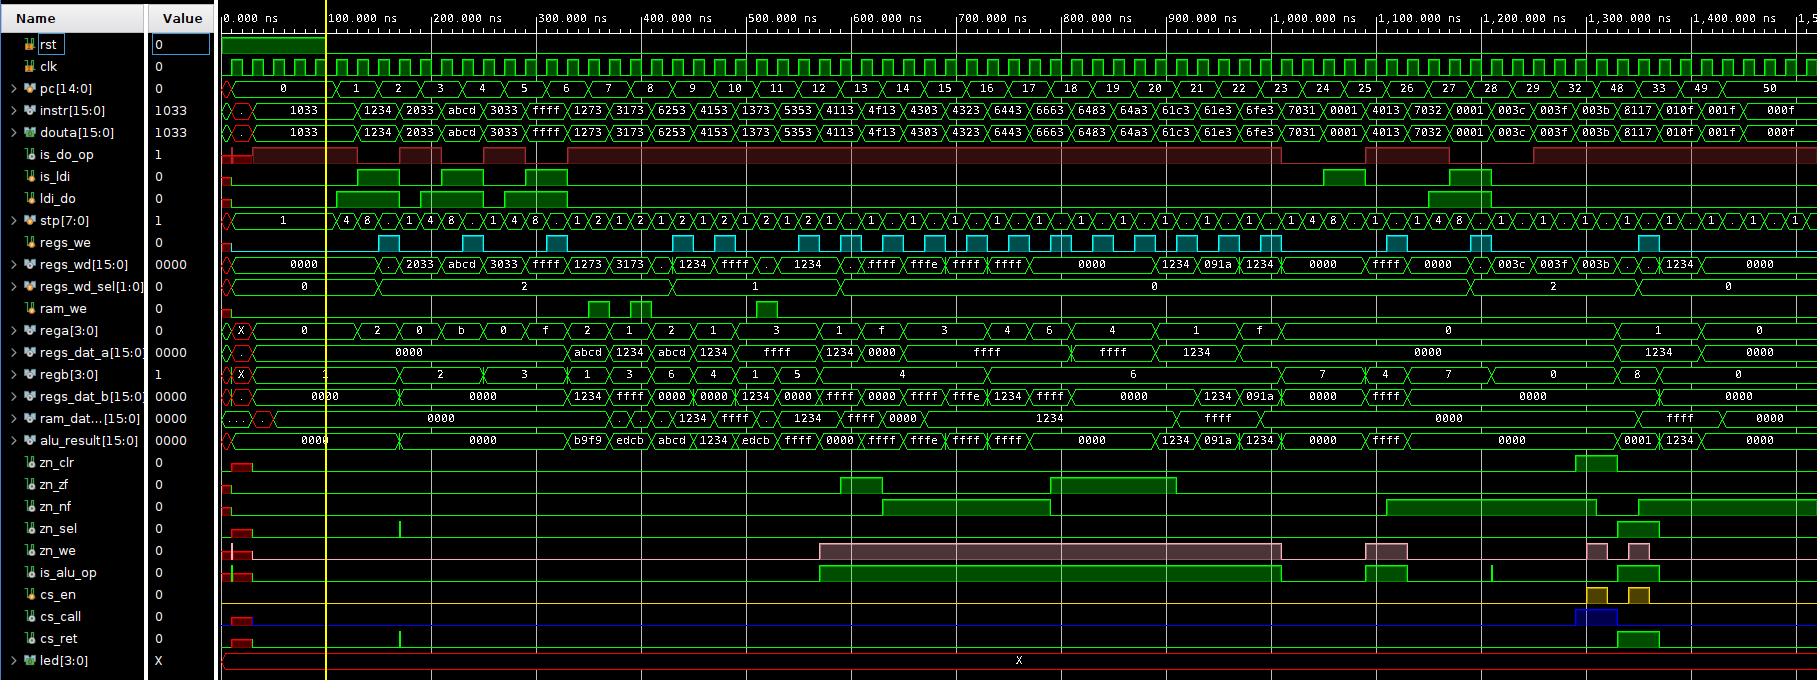 Name Value 0.000 ns 100.000 ns 200.000 ns 300.000 ns 400.000 ns 500.000 ns 600.000 ns 700.000 ns 800.000 ns 900.000 ns 1,000.000 ns 1,100.000 ns 1,200.000 ns 1,300.000 ns 1,400.000 ns 1,5
rst 0
clk 0
pc[14:0] 0 0 1 2 3 4 5 6 7 8 9 10 11 12 13 14 15 16 17 18 19 20 21 22 23 24 25 26 27 28 29 32 48 33 49 50
instr[15:0] 1033 . 1033 1234 2033 abcd 3033 ffff 1273 3173 6253 4153 1373 5353 4113 4f13 4303 4323 6443 6663 6483 64a3 61c3 61e3 6fe3 7031 0001 4013 7032 0001 003c 003f 003b 8117 010f 001f 000f
douta[15:0] 1033 . 1033 1234 2033 abcd 3033 ffff 1273 3173 6253 4153 1373 5353 4113 4f13 4303 4323 6443 6663 6483 64a3 61c3 61e3 6fe3 7031 0001 4013 7032 0001 003c 003f 003b 8117 010f 001f 000f
is_do_op 1
is_ldi 0
ldi_do 0
stp[7:0] 1 1 4 8 . 1 4 8 . 1 4 8 . 1 2 1 2 1 2 1 2 1 2 1 2 1 . 1 . 1 . 1 . 1 . 1 . 1 . 1 . 1 . 1 . 1 . 1 4 8 . 1 . 1 4 8 . 1 . 1 . 1 . 1 . 1 . 1 . 1 .
regs_we 0
regs_wd[15:0] 0000 0000 . 2033 abcd 3033 ffff 1273 3173 . 1234 ffff . 1234 . ffff fffe ffff ffff 0000 1234 091a 1234 0000 ffff 0000 . 003c 003f 003b . . 1234 0000
regs_wd_sel[1:0] 0 0 2 1 0 2 0
ram_we 0
rega[3:0] 0 X 0 2 0 b 0 f 2 1 2 1 3 1 f 3 4 6 4 1 f 0 1 0
regs_dat_a[15:0] 0000 . 0000 abcd 1234 abcd 1234 ffff 1234 0000 ffff ffff 1234 0000 1234 0000
regb[3:0] 1 X 1 2 3 1 3 6 4 1 5 4 6 7 4 7 0 8 0
regs_dat_b[15:0] 0000 . 0000 0000 1234 ffff 0000 0000 1234 0000 ffff 0000 ffff fffe 1234 ffff 0000 1234 091a 0000 ffff 0000 0000
ram_dat...[15:0] 0000 ... . 0000 . . . 1234 ffff . 1234 ffff 0000 1234 ffff 0000 ffff 0000
alu_result[15:0] 0000 0000 0000 b9f9 edcb abcd 1234 edcb ffff 0000 ffff fffe ffff ffff 0000 1234 091a 1234 0000 ffff 0000 0001 1234 0000
zn_clr 0
zn_zf 0
zn_nf 0
zn_sel 0
zn_we 0
is_alu_op 0
cs_en 0
cs_call 0
cs_ret 0
led[3:0] X X